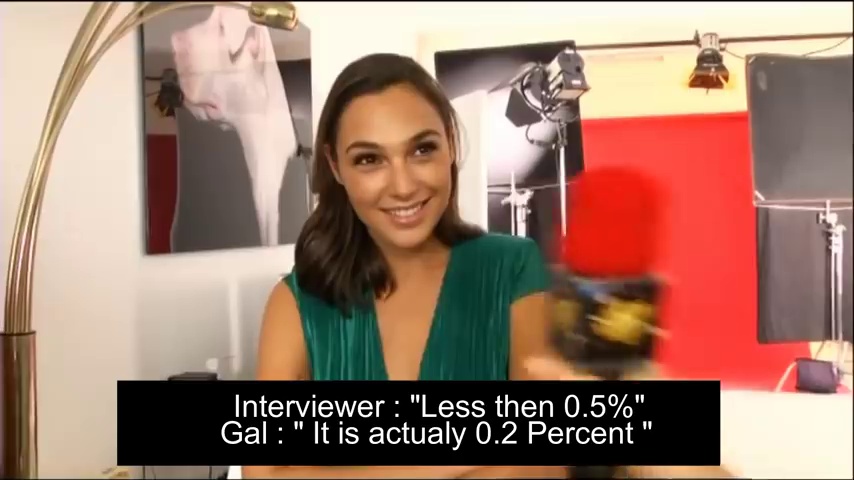 Interviewer : "Less then 0.5%"
Gal : " It is actualy 0.2 Percent "